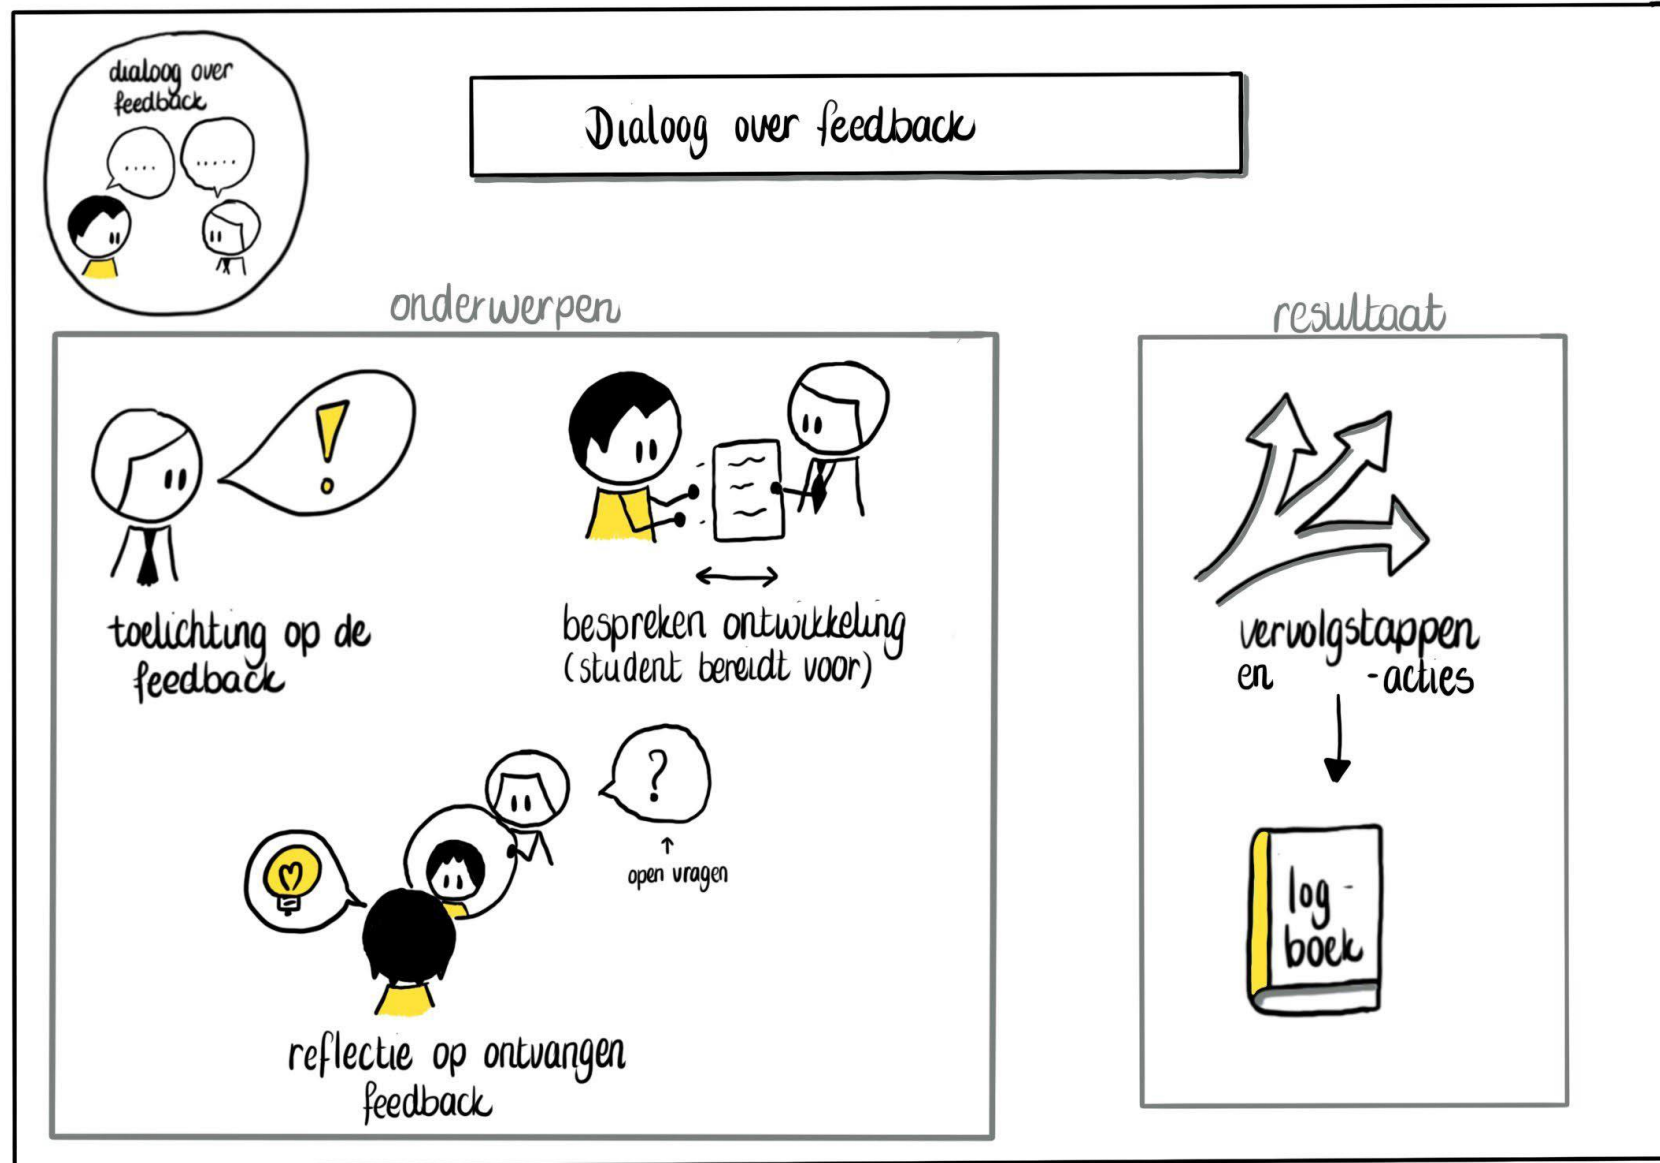 dialoog over
feedback
....
.....
Dialoog over feedback
onderwerpen
!
toelichting op de
feedback
bespreken ontwikkeling
(student bereidt voor)
?
open vragen
reflectie op ontvangen
feedback
resultaat
vervolgstappen
en -acties
log-
boek